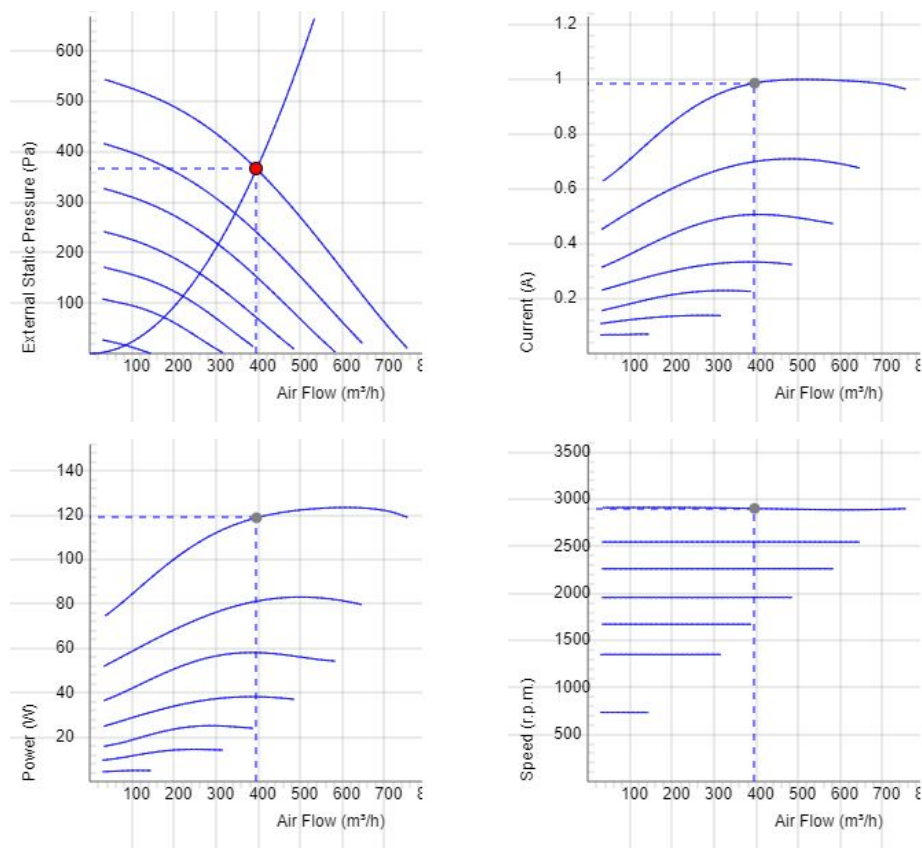 External Static Pressure (Pa)
600
500
400
300
200
100
100 200 300 400 500 600 700 8
Air Flow (m³/h)
Current (A)
1.2
1
0.8
0.6
0.4
0.2
100 200 300 400 500 600 700 8
Air Flow (m³/h)
Power (W)
140
120
100
80
60
40
20
100 200 300 400 500 600 700 8
Air Flow (m³/h)
Speed (r.p.m.)
3500
3000
2500
2000
1500
1000
500
100 200 300 400 500 600 700 8
Air Flow (m³/h)